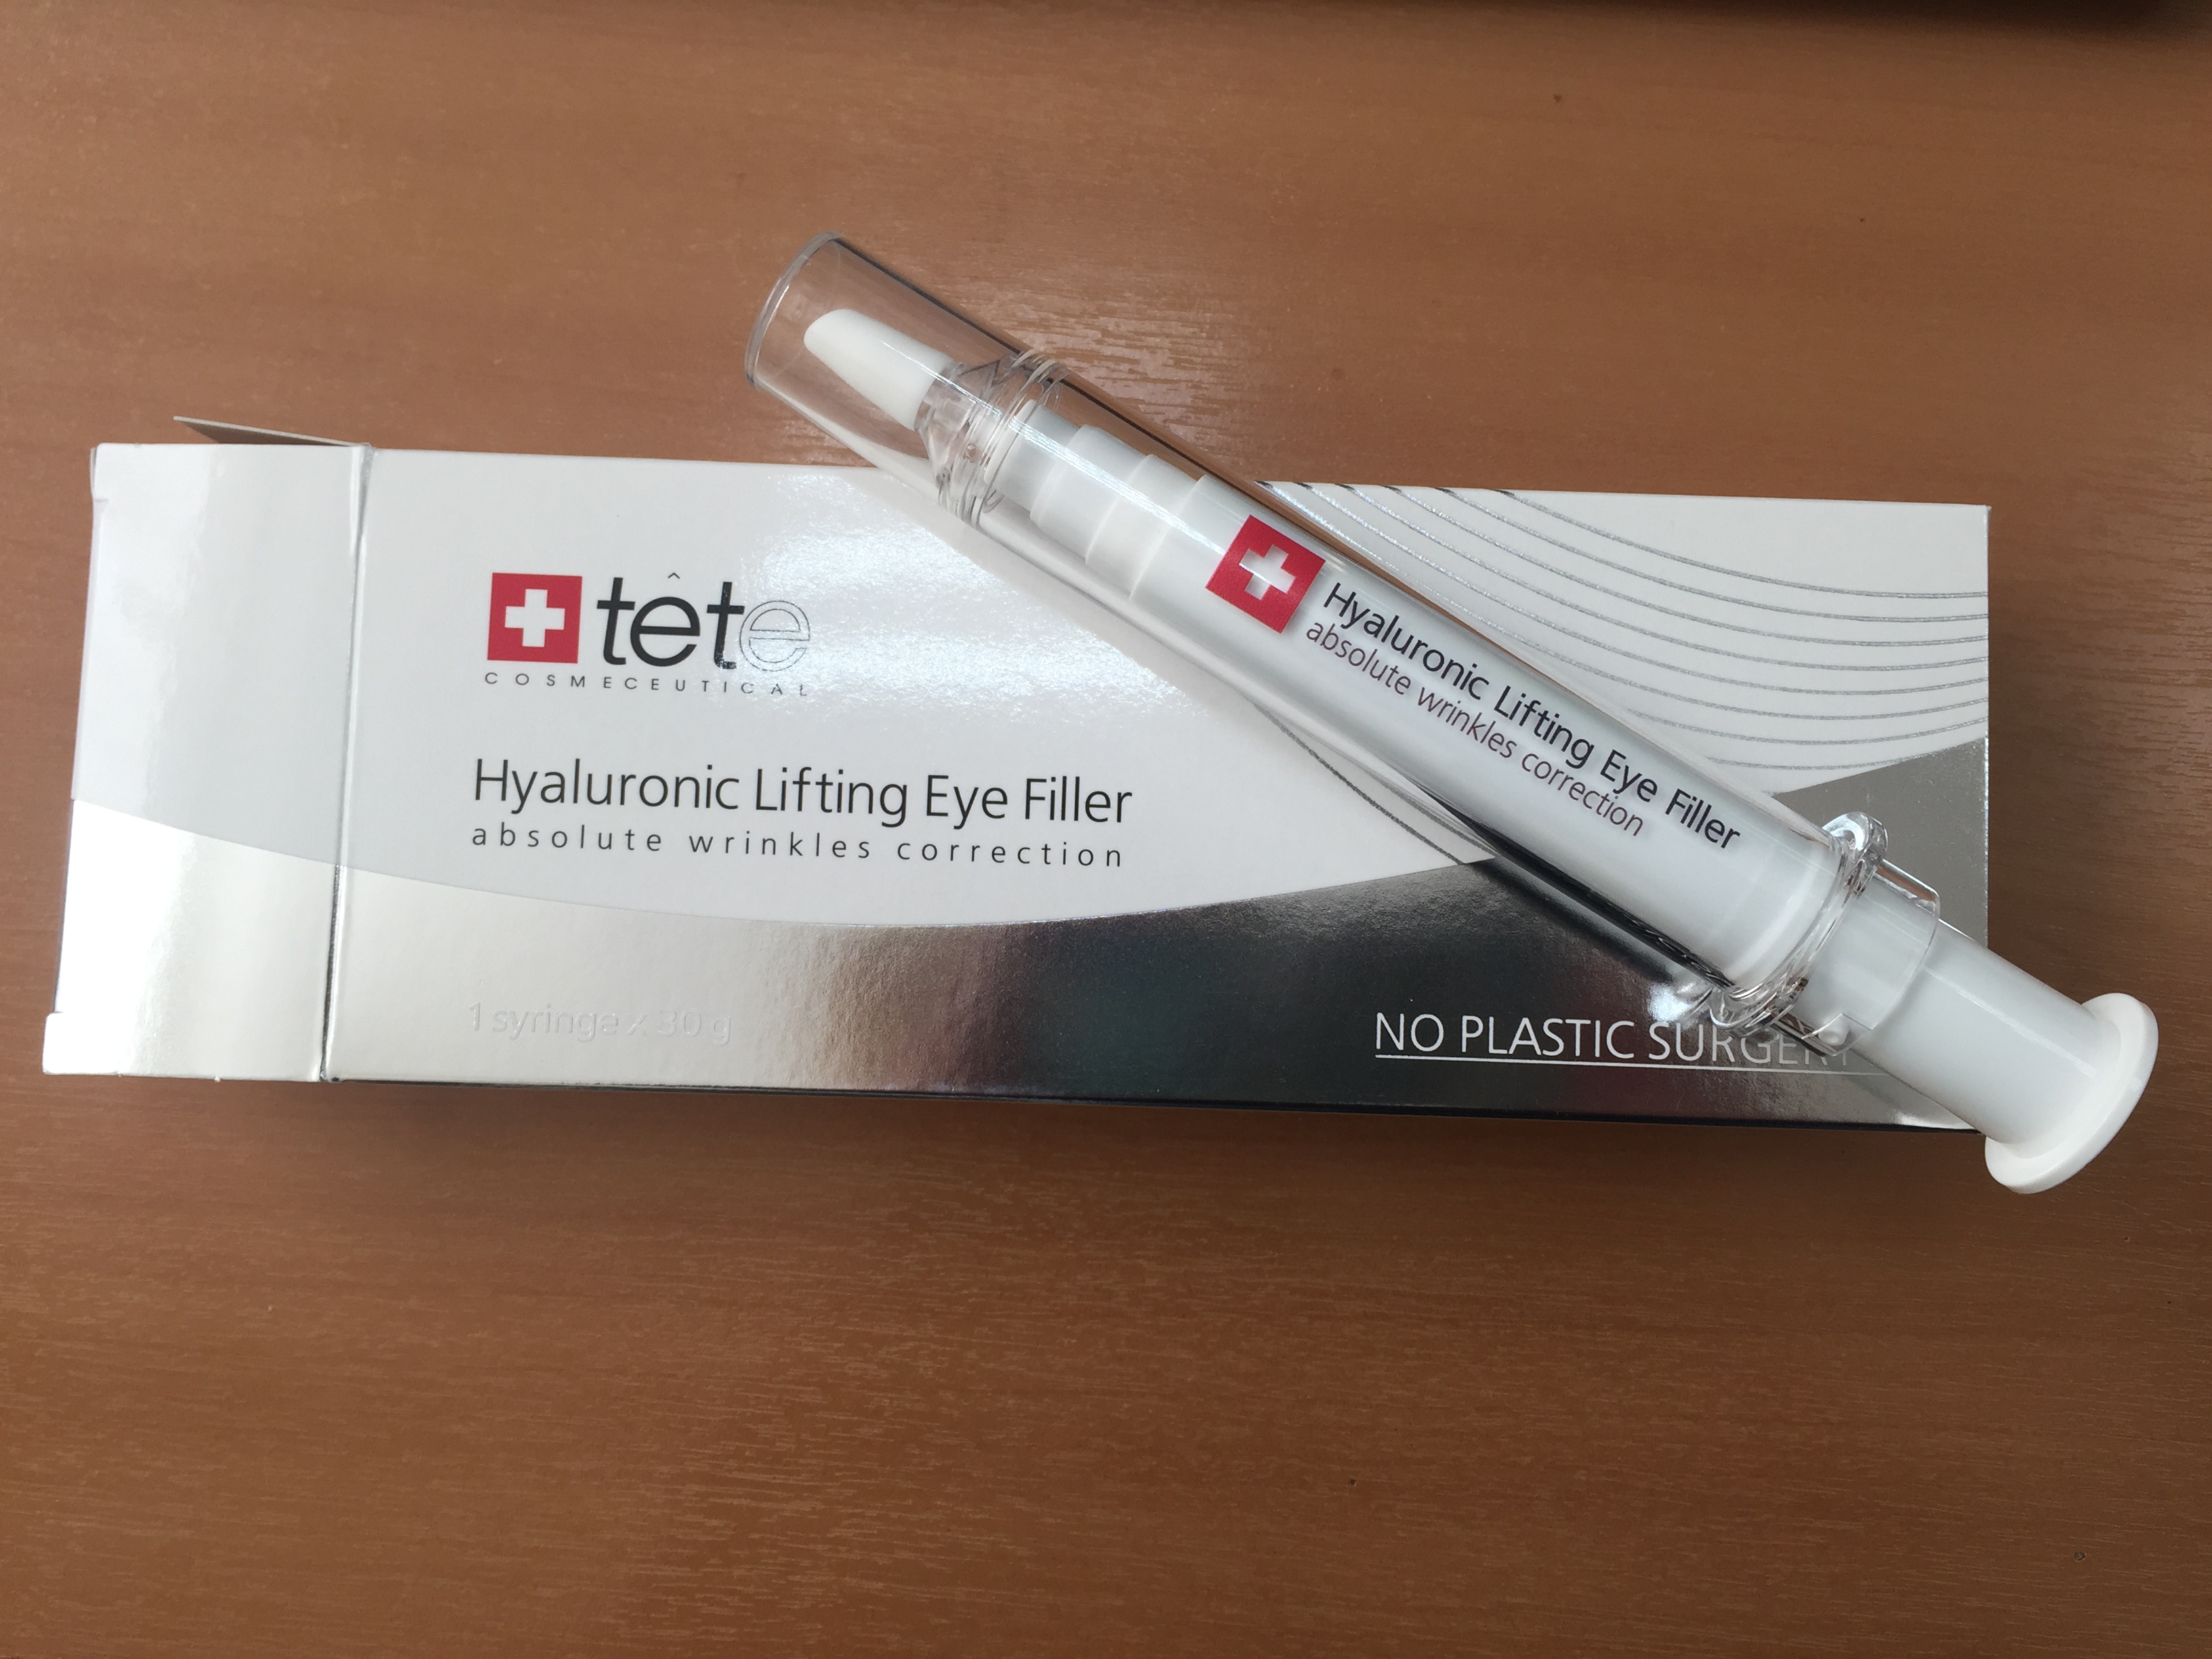 tête
COSMECEUTICAL
Hyaluronic Lifting Eye Filler
absolute wrinkles correction
1 syringe x 30 g
NO PLASTIC SURGERY
Hyaluronic Lifting Eye Filler
absolute wrinkles correction